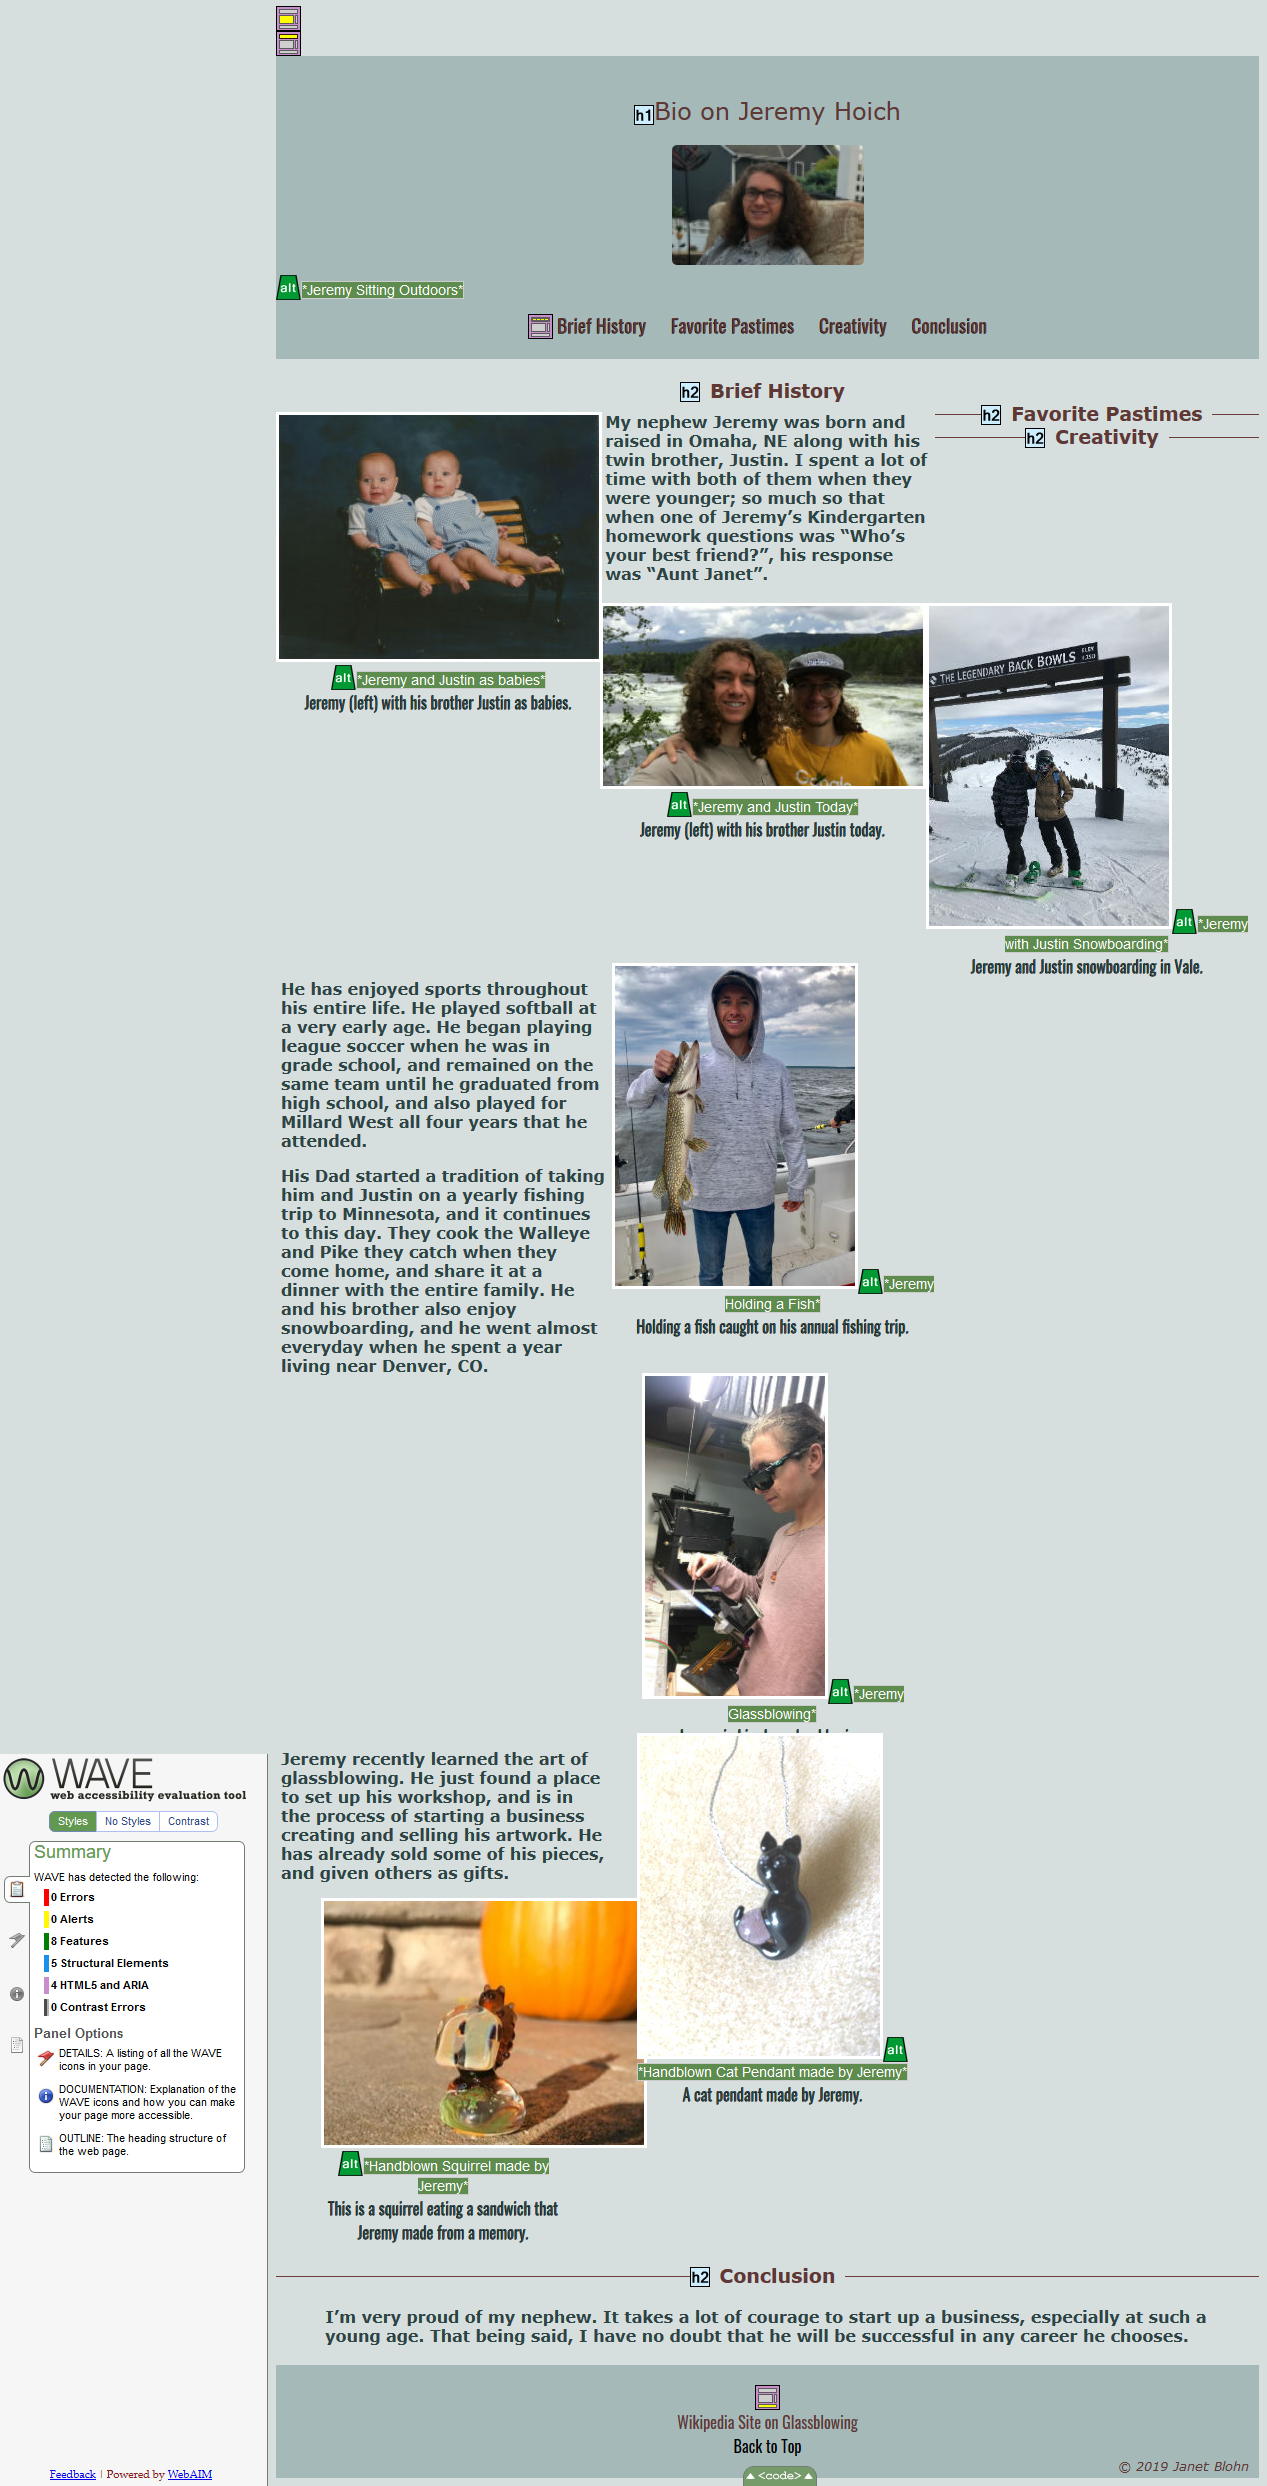 h1 Bio on Jeremy Hoich
alt *Jeremy Sitting Outdoors*
Brief History Favorite Pastimes Creativity Conclusion
h2 Brief History
h2 Favorite Pastimes
h2 Creativity
My nephew Jeremy was born and
raised in Omaha, NE along with his
twin brother, Justin. I spent a lot of
time with both of them when they
were younger; so much so that
when one of Jeremy’s Kindergarten
homework questions was “Who’s
your best friend?”, his response
was “Aunt Janet”.
alt *Jeremy and Justin as babies*
Jeremy (left) with his brother Justin as babies.
Google
alt *Jeremy and Justin Today*
Jeremy (left) with his brother Justin today.
THE LEGENDARY BACK BOWLS
ELEV
alt *Jeremy
with Justin Snowboarding*
Jeremy and Justin snowboarding in Vale.
He has enjoyed sports throughout
his entire life. He played softball at
a very early age. He began playing
league soccer when he was in
grade school, and remained on the
same team until he graduated from
high school, and also played for
Millard West all four years that he
attended.
His Dad started a tradition of taking
him and Justin on a yearly fishing
trip to Minnesota, and it continues
to this day. They cook the Walleye
and Pike they catch when they
come home, and share it at a
dinner with the entire family. He
and his brother also enjoy
snowboarding, and he went almost
everyday when he spent a year
living near Denver, CO.
alt *Jeremy
Holding a Fish*
Holding a fish caught on his annual fishing trip.
alt *Jeremy
Glassblowing*
Jeremy recently learned the art of
glassblowing. He just found a place
to set up his workshop, and is in
the process of starting a business
creating and selling his artwork. He
has already sold some of his pieces,
and given others as gifts.
alt
*Handblown Cat Pendant made by Jeremy*
A cat pendant made by Jeremy.
alt *Handblown Squirrel made by
Jeremy*
This is a squirrel eating a sandwich that
Jeremy made from a memory.
h2 Conclusion
I’m very proud of my nephew. It takes a lot of courage to start up a business, especially at such a
young age. That being said, I have no doubt that he will be successful in any career he chooses.
Wikipedia Site on Glassblowing
Back to Top
© 2019 Janet Blohn
<code>
WAVE
web accessibility evaluation tool
Styles No Styles Contrast
Summary
WAVE has detected the following:
0 Errors
0 Alerts
8 Features
5 Structural Elements
4 HTML5 and ARIA
0 Contrast Errors
Panel Options
DETAILS: A listing of all the WAVE
icons in your page.
DOCUMENTATION: Explanation of the
WAVE icons and how you can make
your page more accessible.
OUTLINE: The heading structure of
the web page.
Feedback | Powered by WebAIM